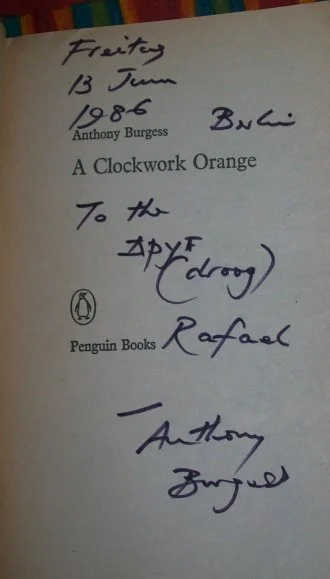 Freitag
13 Juni
1986 Berlin
Anthony Burgess
A Clockwork Orange
To the
ДРУГ
(droog)
Penguin Books Rafael
— Anthony
Burgess